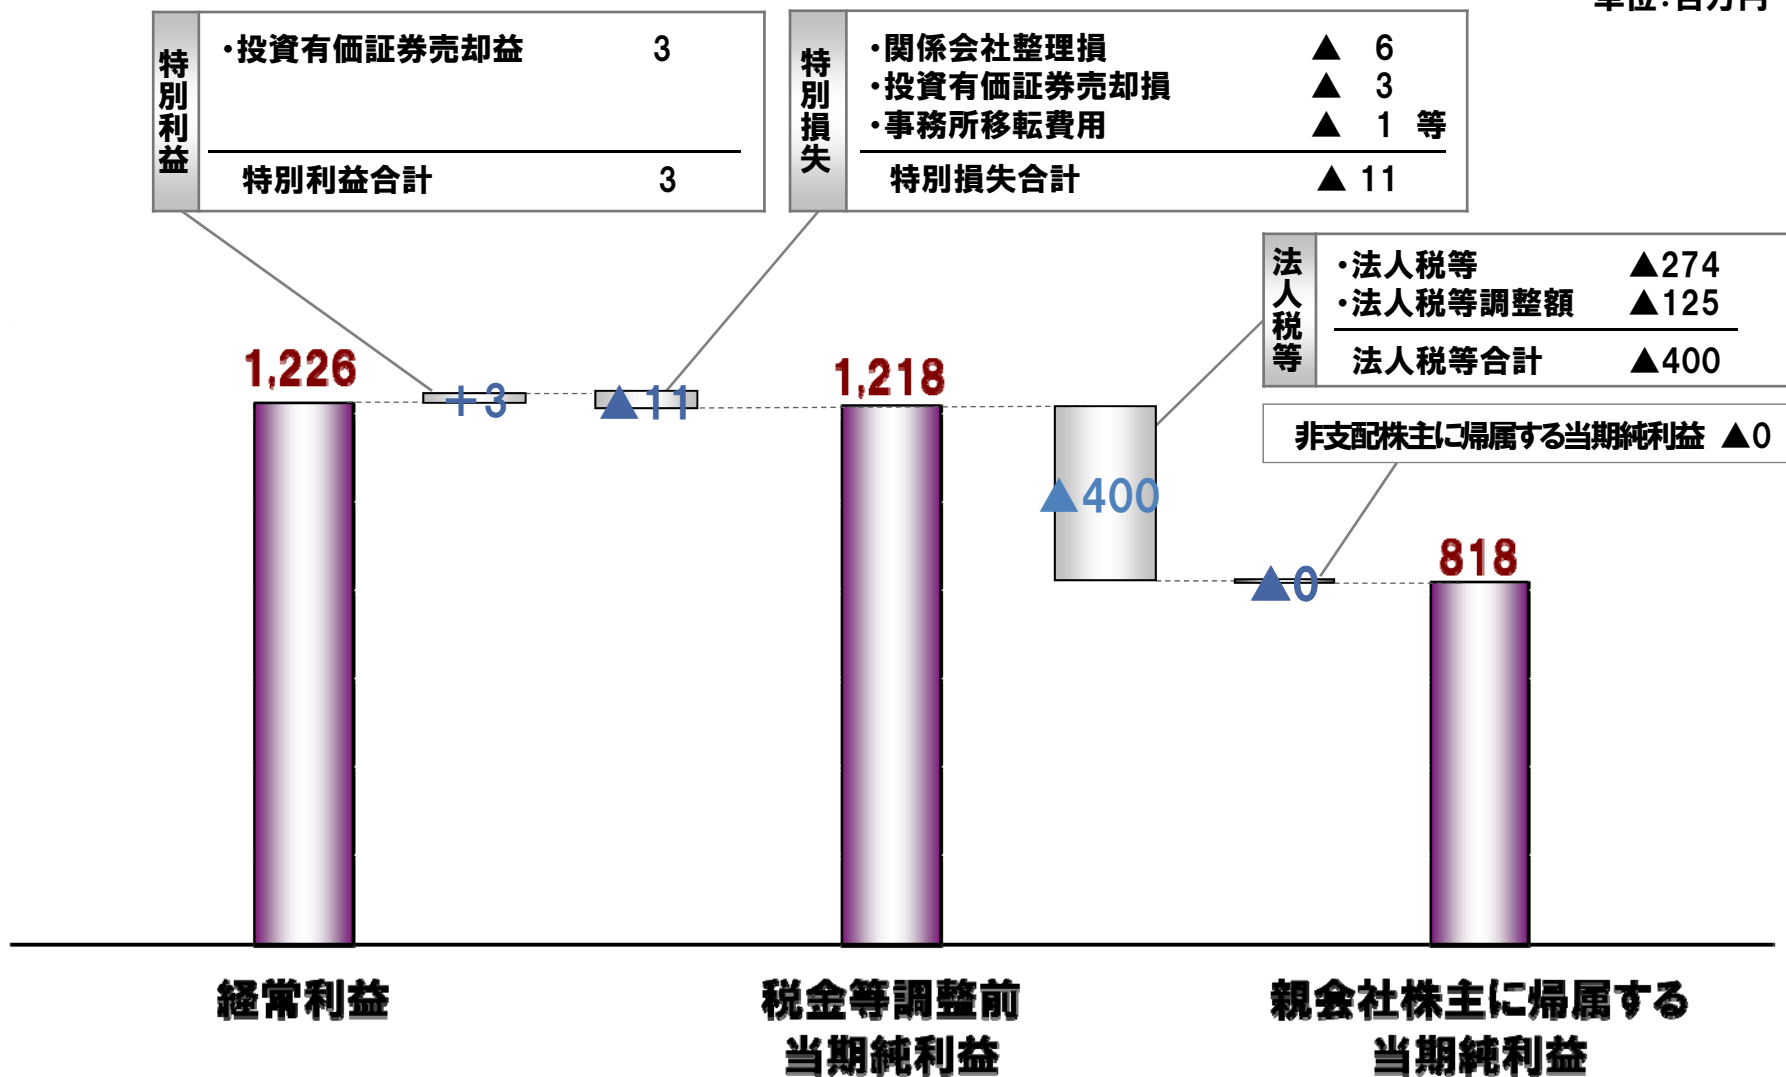 単位：百万円
特別利益
・投資有価証券売却益 3
特別利益合計 3
特別損失
・関係会社整理損 ▲ 6
・投資有価証券売却損 ▲ 3
・事務所移転費用 ▲ 1 等
特別損失合計 ▲ 11
法人税等
・法人税等 ▲274
・法人税等調整額 ▲125
法人税等合計 ▲400
非支配株主に帰属する当期純利益 ▲0
1,226
+3
▲11
1,218
▲400
▲0
818
経常利益
税金等調整前
当期純利益
親会社株主に帰属する
当期純利益